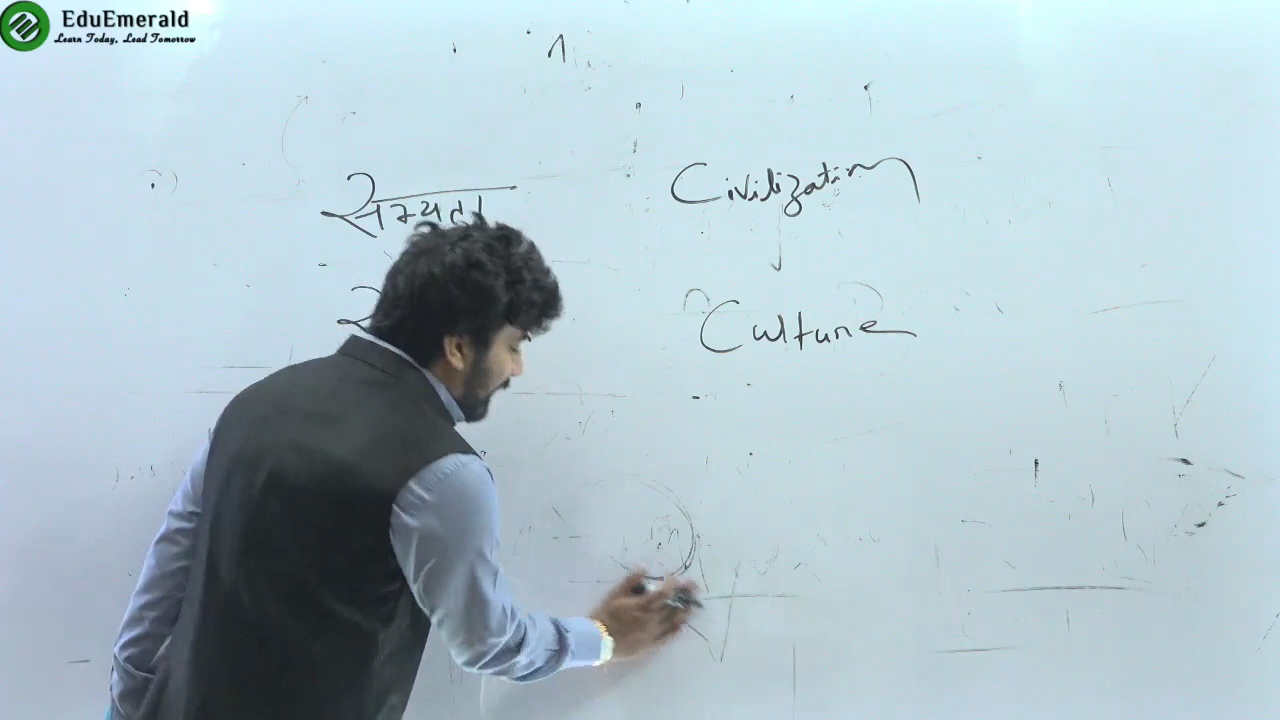 EduEmerald
Learn Today, Lead Tomorrow
सभ्यता Civilization
Culture